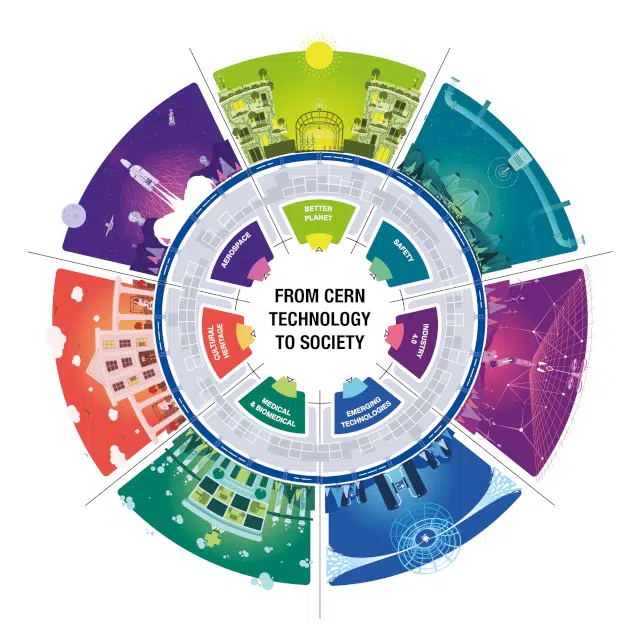 BETTER
PLANET
SAFETY
INDUSTRY
4.0
EMERGING
TECHNOLOGIES
MEDICAL
& BIOMEDICAL
CULTURAL
HERITAGE
AEROSPACE
FROM CERN
TECHNOLOGY
TO SOCIETY